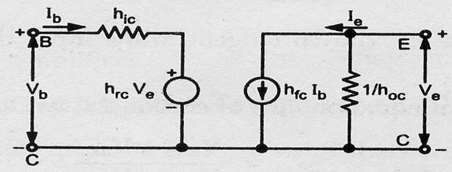 I_b h_ic I_e
+ B + E +
V_b h_rc V_e h_fc I_b 1/h_oc V_e
−
− C C −